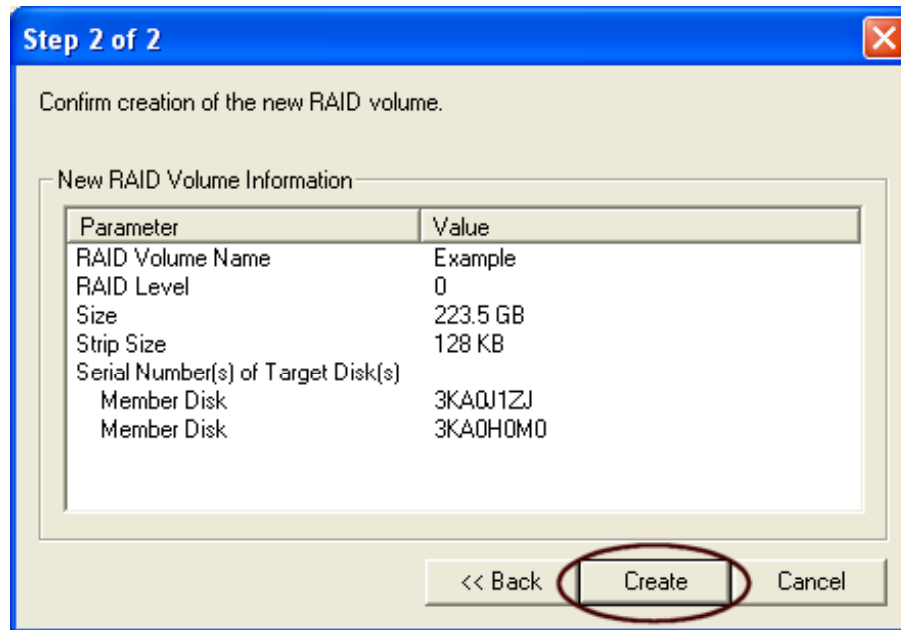 Step 2 of 2
Confirm creation of the new RAID volume.
New RAID Volume Information
Parameter Value
RAID Volume Name Example
RAID Level 0
Size 223.5 GB
Strip Size 128 KB
Serial Number(s) of Target Disk(s)
Member Disk 3KA0J1ZJ
Member Disk 3KA0H0M0
<< Back Create Cancel